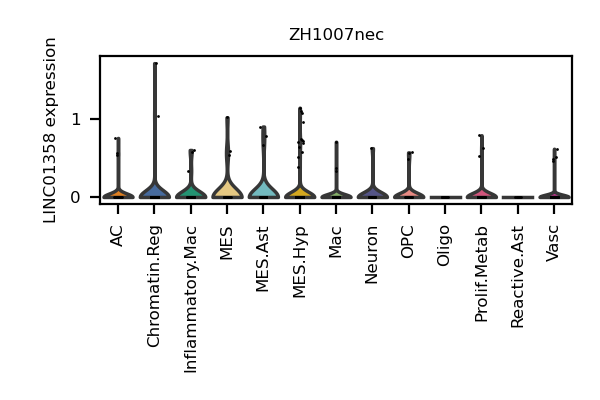 ZH1007nec
LINC01358 expression
1
0
AC
Chromatin.Reg
Inflammatory.Mac
MES
MES.Ast
MES.Hyp
Mac
Neuron
OPC
Oligo
Prolif.Metab
Reactive.Ast
Vasc